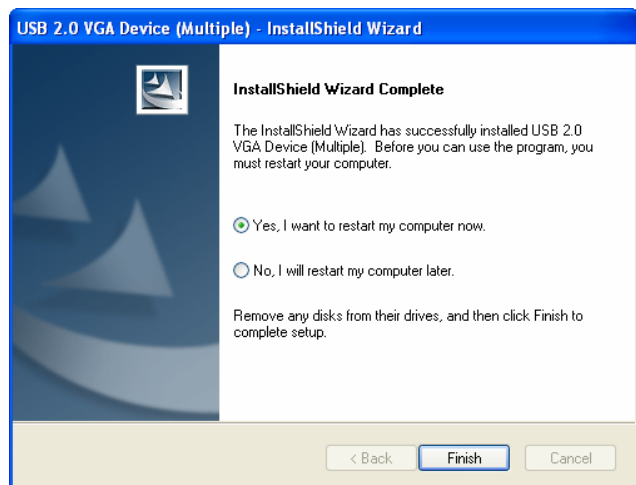 USB 2.0 VGA Device (Multiple) - InstallShield Wizard
InstallShield Wizard Complete
The InstallShield Wizard has successfully installed USB 2.0
VGA Device (Multiple). Before you can use the program, you
must restart your computer.
Yes, I want to restart my computer now.
No, I will restart my computer later.
Remove any disks from their drives, and then click Finish to
complete setup.
< Back
Finish
Cancel